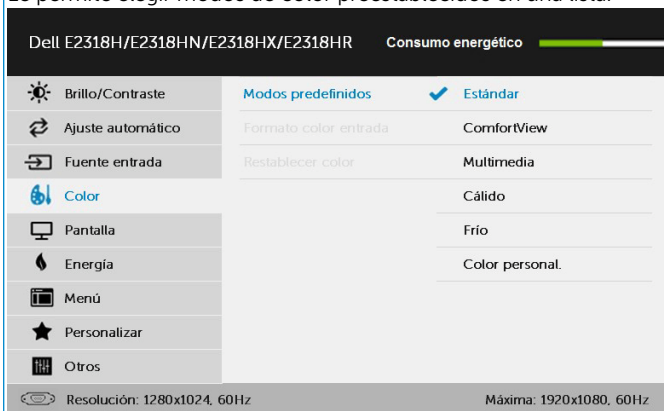 Le permite elegir modos de color preestablecidos en una lista.
Dell E2318H/E2318HN/E2318HX/E2318HR Consumo energético
Brillo/Contraste Modos predefinidos Estándar
Ajuste automático Formato color entrada ComfortView
Fuente entrada Restablecer color Multimedia
Color Cálido
Pantalla Frío
Energía Color personal.
Menú
Personalizar
Otros
Resolución: 1280x1024, 60Hz Máxima: 1920x1080, 60Hz